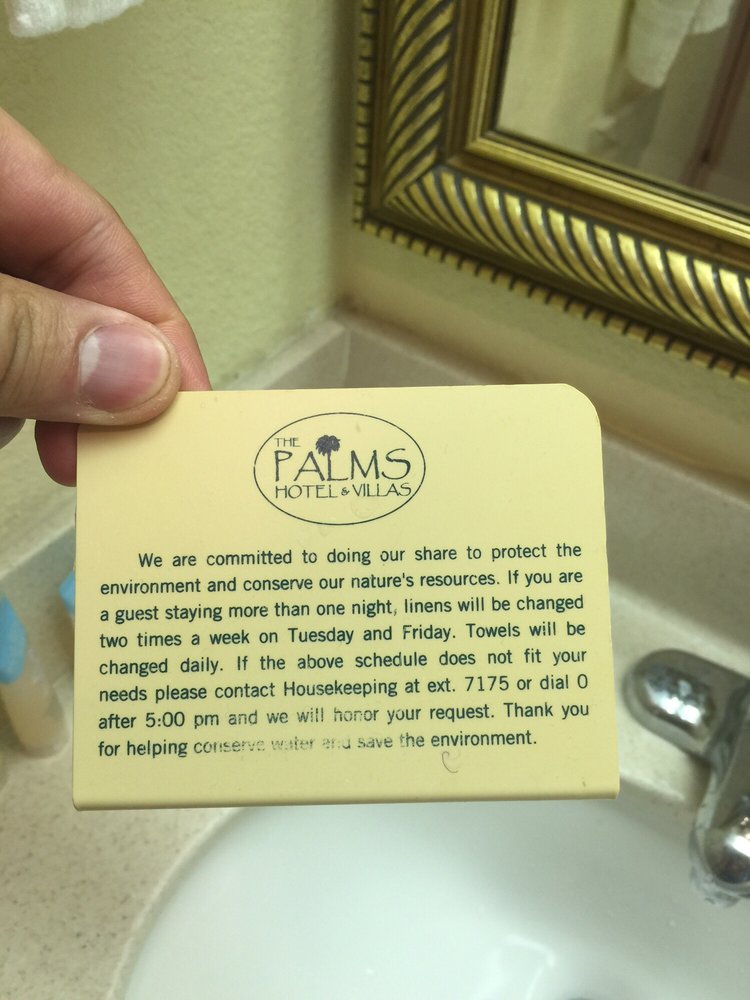 THE
PALMS
HOTEL & VILLAS
We are committed to doing our share to protect the
environment and conserve our nature's resources. If you are
a guest staying more than one night, linens will be changed
two times a week on Tuesday and Friday. Towels will be
changed daily. If the above schedule does not fit your
needs please contact Housekeeping at ext. 7175 or dial 0
after 5:00 pm and we will honor your request. Thank you
for helping conserve water and save the environment.